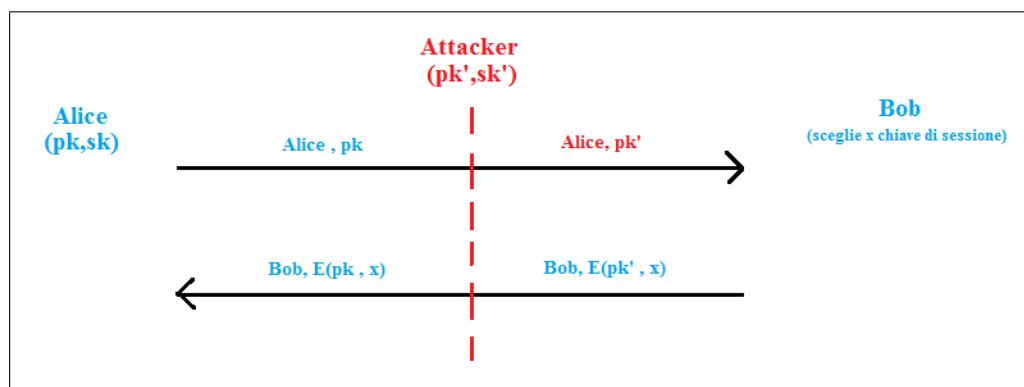 Attacker
(pk',sk')
Alice
(pk,sk)
Bob
(sceglie x chiave di sessione)
Alice , pk
Alice, pk'
Bob, E(pk , x)
Bob, E(pk' , x)